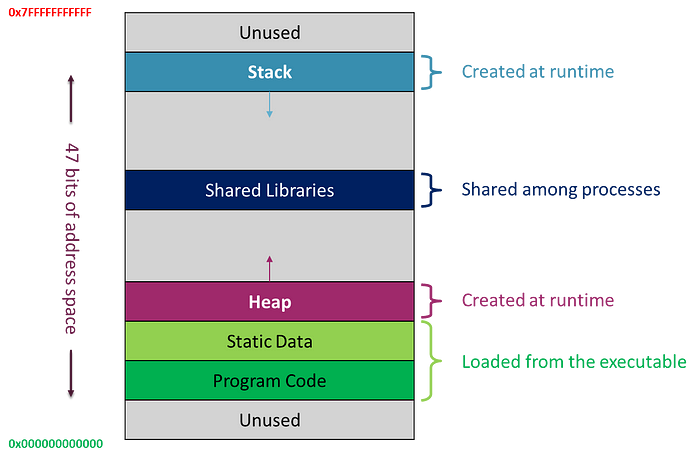 0x7FFFFFFFFFFF
Unused
Stack
Created at runtime
47 bits of address space
Shared Libraries
Shared among processes
Heap
Created at runtime
Static Data
Loaded from the executable
Program Code
Unused
0x000000000000